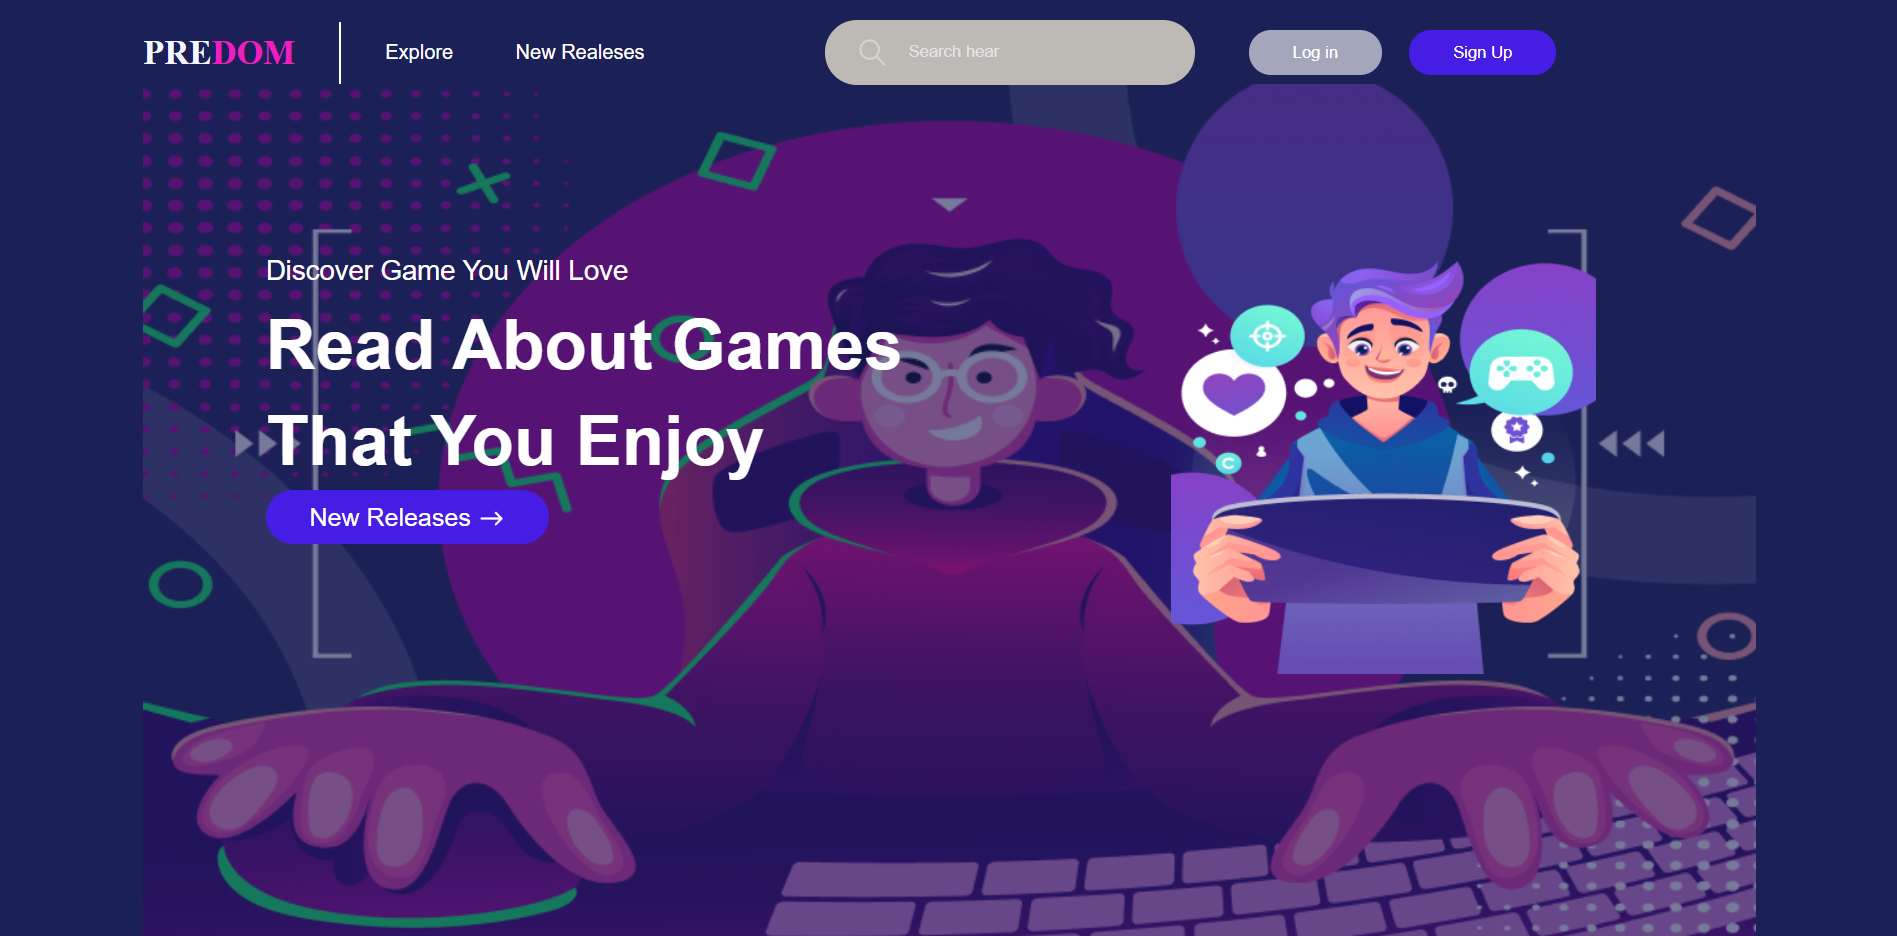 PREDOM
Explore
New Realeses
Search hear
Log in
Sign Up
Discover Game You Will Love
Read About Games
That You Enjoy
New Releases →